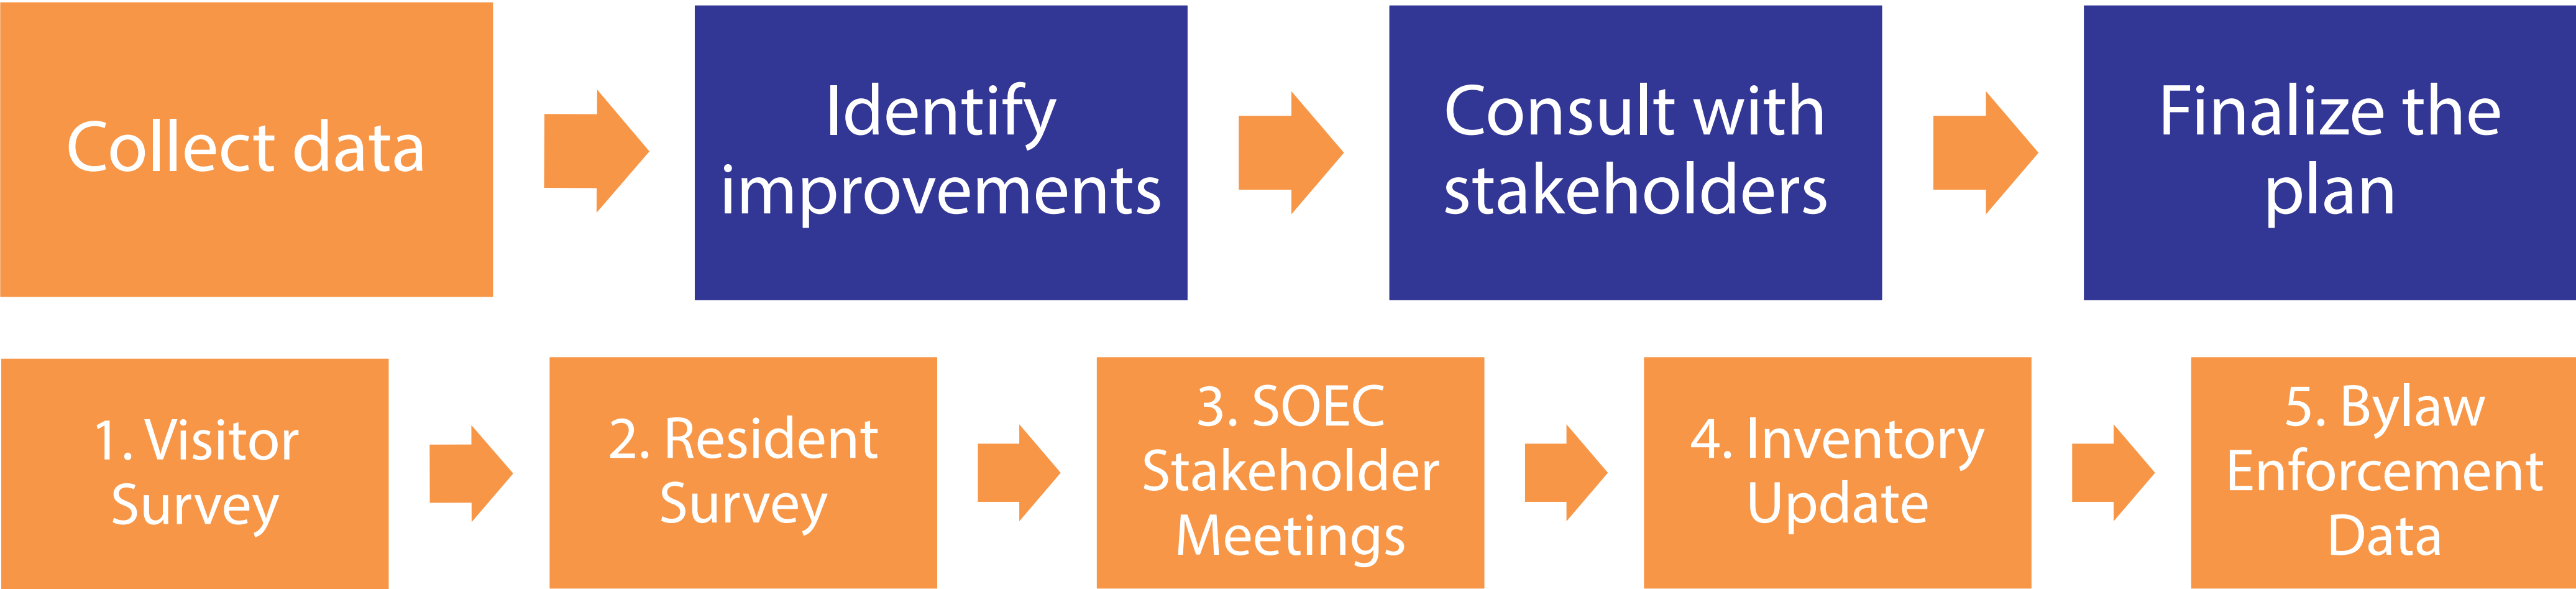 Collect data
Identify
improvements
Consult with
stakeholders
Finalize the
plan
1. Visitor
Survey
2. Resident
Survey
3. SOEC
Stakeholder
Meetings
4. Inventory
Update
5. Bylaw
Enforcement
Data